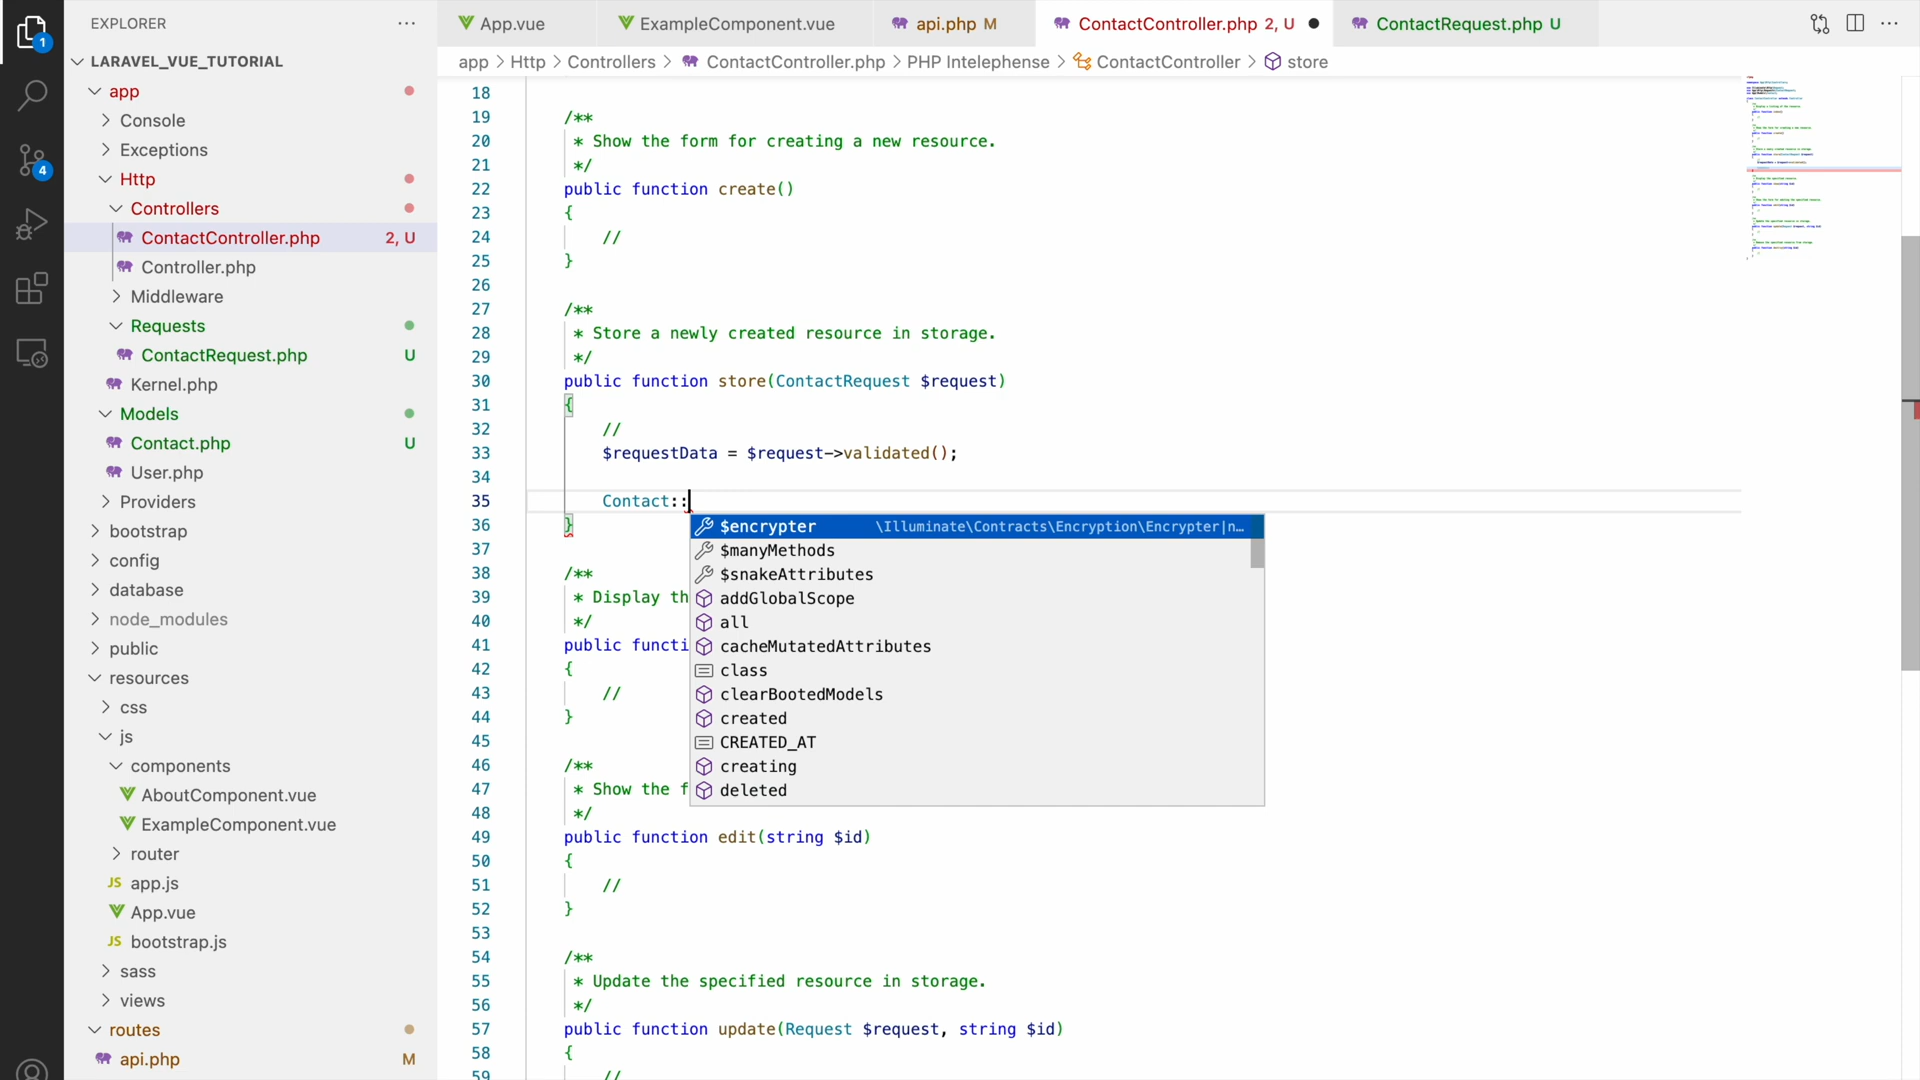 EXPLORER
LARAVEL_VUE_TUTORIAL
app
Console
Exceptions
Http
Controllers
ContactController.php 2, U
Controller.php
Middleware
Requests
ContactRequest.php U
Kernel.php
Models
Contact.php U
User.php
Providers
bootstrap
config
database
node_modules
public
resources
css
js
components
AboutComponent.vue
ExampleComponent.vue
router
JS app.js
App.vue
JS bootstrap.js
sass
views
routes
api.php M
1
4
App.vue
ExampleComponent.vue
api.php M
ContactController.php 2, U
ContactRequest.php U
app > Http > Controllers > ContactController.php > PHP Intelephense > ContactController > store
18
19 /**
20 * Show the form for creating a new resource.
21 */
22 public function create()
23 {
24 //
25 }
26
27 /**
28 * Store a newly created resource in storage.
29 */
30 public function store(ContactRequest $request)
31 {
32 //
33 $requestData = $request->validated();
34
35 Contact::
36 }
37
38 /**
39 * Display th
40 */
41 public functi
42 {
43 //
44 }
45
46 /**
47 * Show the f
48 */
49 public function edit(string $id)
50 {
51 //
52 }
53
54 /**
55 * Update the specified resource in storage.
56 */
57 public function update(Request $request, string $id)
58 {
59 //
$encrypter \Illuminate\Contracts\Encryption\Encrypter|n…
$manyMethods
$snakeAttributes
addGlobalScope
all
cacheMutatedAttributes
class
clearBootedModels
created
CREATED_AT
creating
deleted